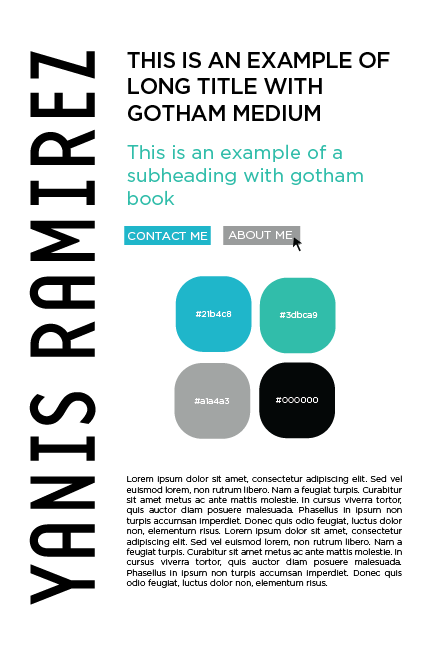 YANIS RAMIREZ
THIS IS AN EXAMPLE OF
LONG TITLE WITH
GOTHAM MEDIUM
This is an example of a
subheading with gotham
book
CONTACT ME
ABOUT ME
#21b4c8
#3dbca9
#a1a4a3
#000000
Lorem ipsum dolor sit amet, consectetur adipiscing elit. Sed vel
euismod lorem, non rutrum libero. Nam a feugiat turpis. Curabitur
sit amet metus ac ante mattis molestie. In cursus viverra tortor,
quis auctor diam posuere malesuada. Phasellus in ipsum non
turpis accumsan imperdiet. Donec quis odio feugiat, luctus dolor
non, elementum risus. Lorem ipsum dolor sit amet, consectetur
adipiscing elit. Sed vel euismod lorem, non rutrum libero. Nam a
feugiat turpis. Curabitur sit amet metus ac ante mattis molestie. In
cursus viverra tortor, quis auctor diam posuere malesuada.
Phasellus in ipsum non turpis accumsan imperdiet. Donec quis
odio feugiat, luctus dolor non, elementum risus.